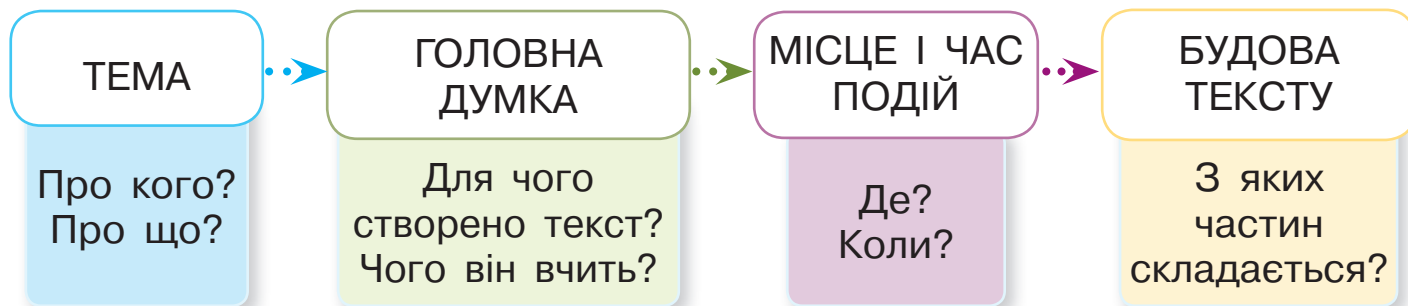 ТЕМА
Про кого?
Про що?
ГОЛОВНА
ДУМКА
Для чого
створено текст?
Чого він вчить?
МІСЦЕ І ЧАС
ПОДІЙ
Де?
Коли?
БУДОВА
ТЕКСТУ
З яких
частин
складається?